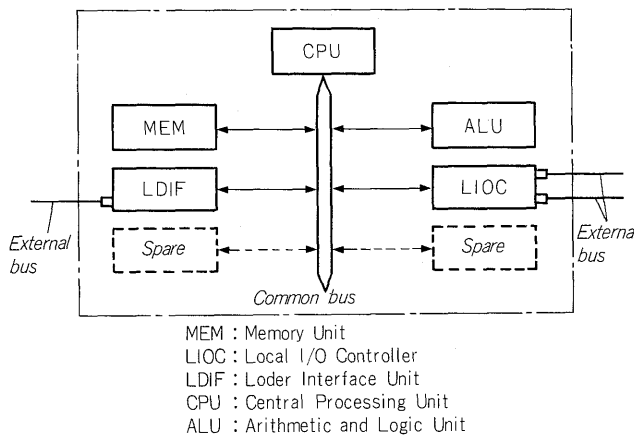 CPU
MEM
ALU
LDIF
LIOC
External
bus
Spare
Spare
Externa
bus
Common bus
MEM : Memory Unit
LIOC : Local I/O Controller
LDIF : Loder Interface Unit
CPU : Central Processing Unit
ALU : Arithmetic and Logic Unit